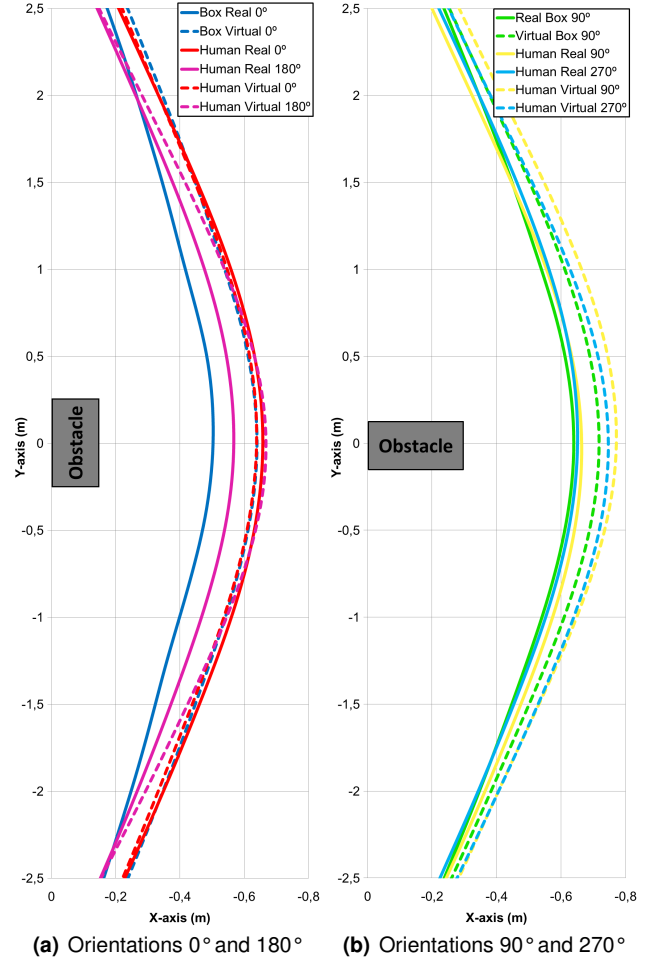 2,5
2
1,5
1
0,5
0
-0,5
-1
-1,5
-2
-2,5
Y-axis (m)
0
-0,2
-0,4
-0,6
-0,8
X-axis (m)
Box Real 0º
Box Virtual 0º
Human Real 0º
Human Real 180º
Human Virtual 0º
Human Virtual 180º
Obstacle
(a) Orientations 0° and 180°
2,5
2
1,5
1
0,5
0
-0,5
-1
-1,5
-2
-2,5
Y-axis (m)
0
-0,2
-0,4
-0,6
-0,8
X-axis (m)
Real Box 90º
Virtual Box 90º
Human Real 90º
Human Real 270º
Human Virtual 90º
Human Virtual 270º
Obstacle
(b) Orientations 90° and 270°